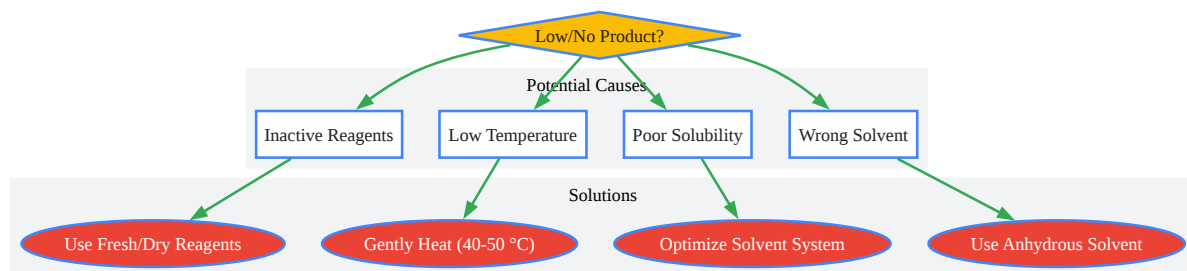 Low/No Product?
Potential Causes
Inactive Reagents
Low Temperature
Poor Solubility
Wrong Solvent
Solutions
Use Fresh/Dry Reagents
Gently Heat (40-50 °C)
Optimize Solvent System
Use Anhydrous Solvent